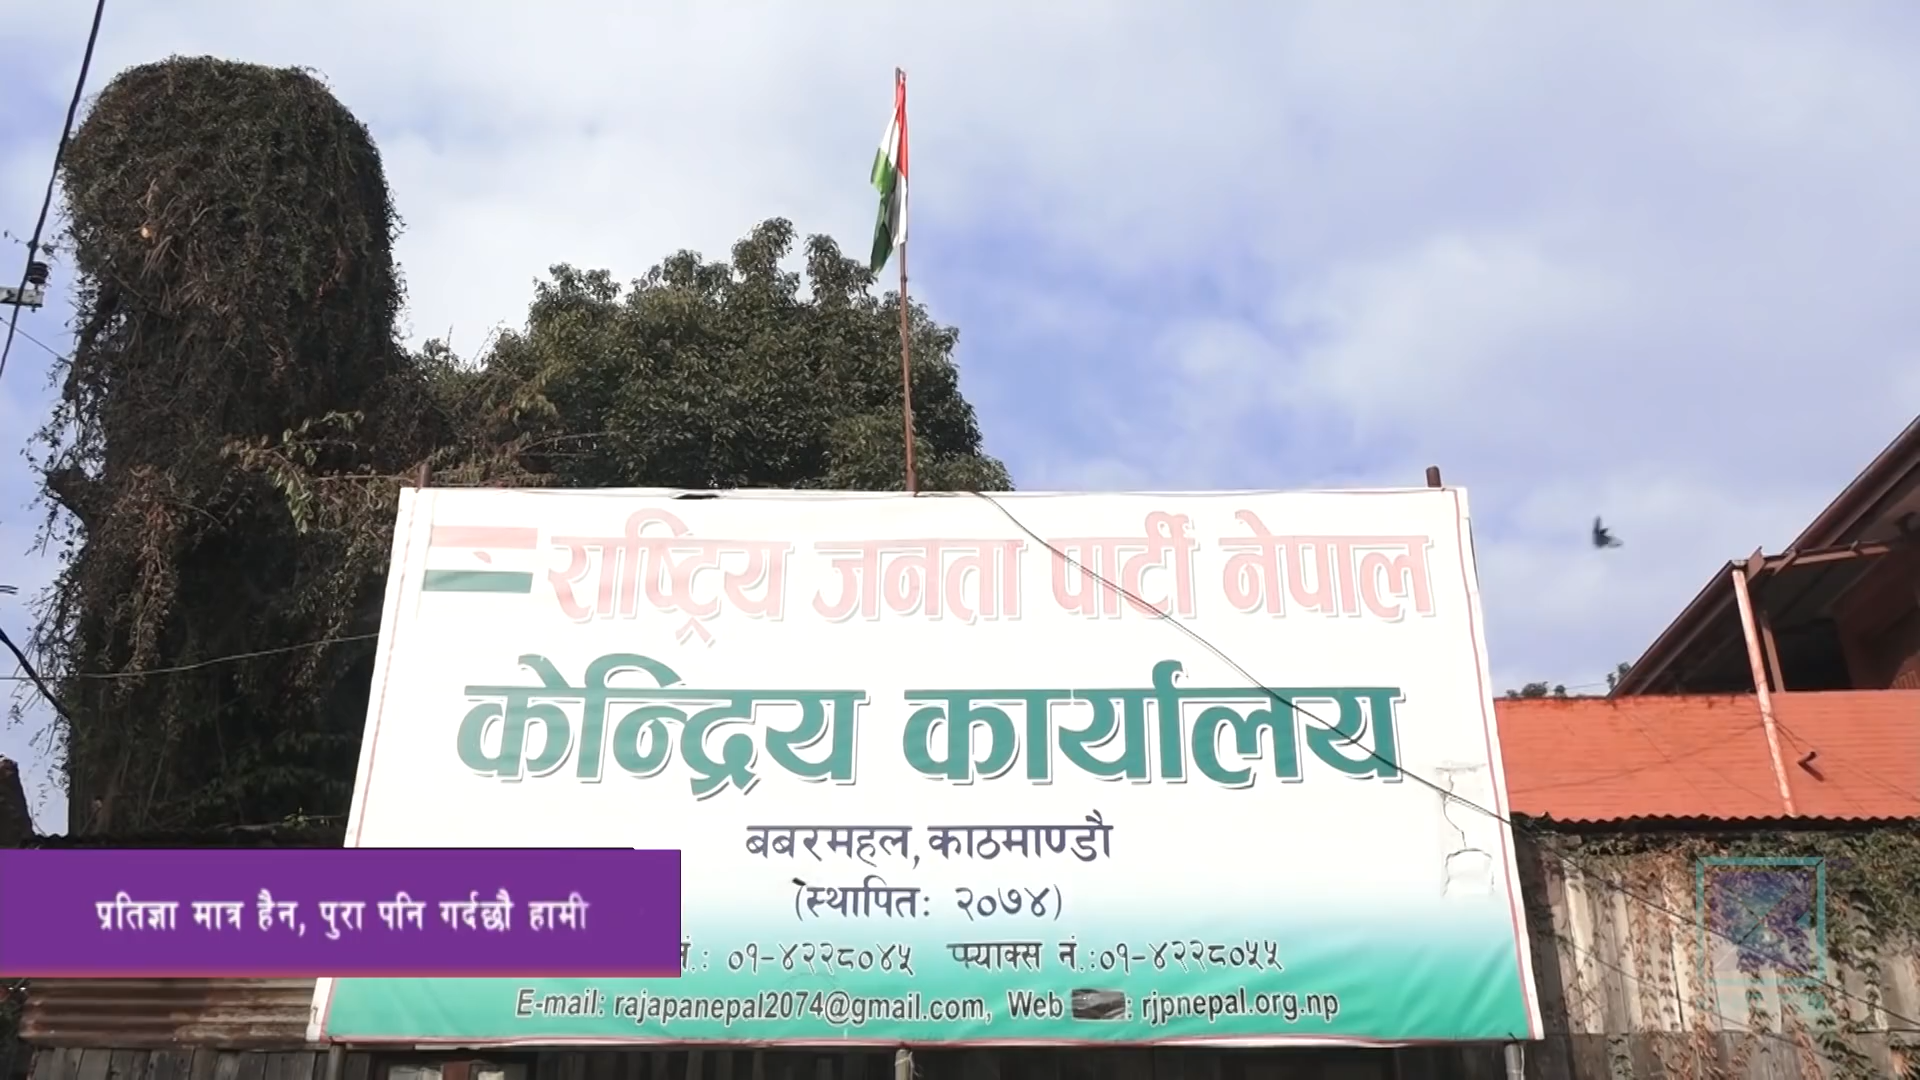 राष्ट्रिय जनता पार्टी नेपाल
केन्द्रिय कार्यालय
बबरमहल, काठमाण्डौ
(स्थापितः २०७४)
नं.: ०१-४२२८०४५ फ्याक्स नं.:०१-४२२८०५५
E-mail: rajapanepal2074@gmail.com, Web : rjpnepal.org.np
प्रतिज्ञा मात्र हैन, पुरा पनि गर्दछौ हामी